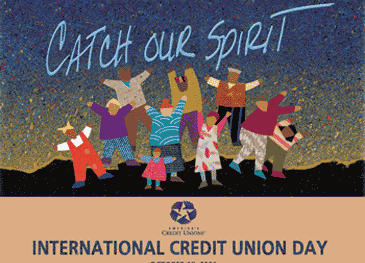 CATCH OUR SPIRIT
AMERICA'S
CREDIT UNIONS
INTERNATIONAL CREDIT UNION DAY